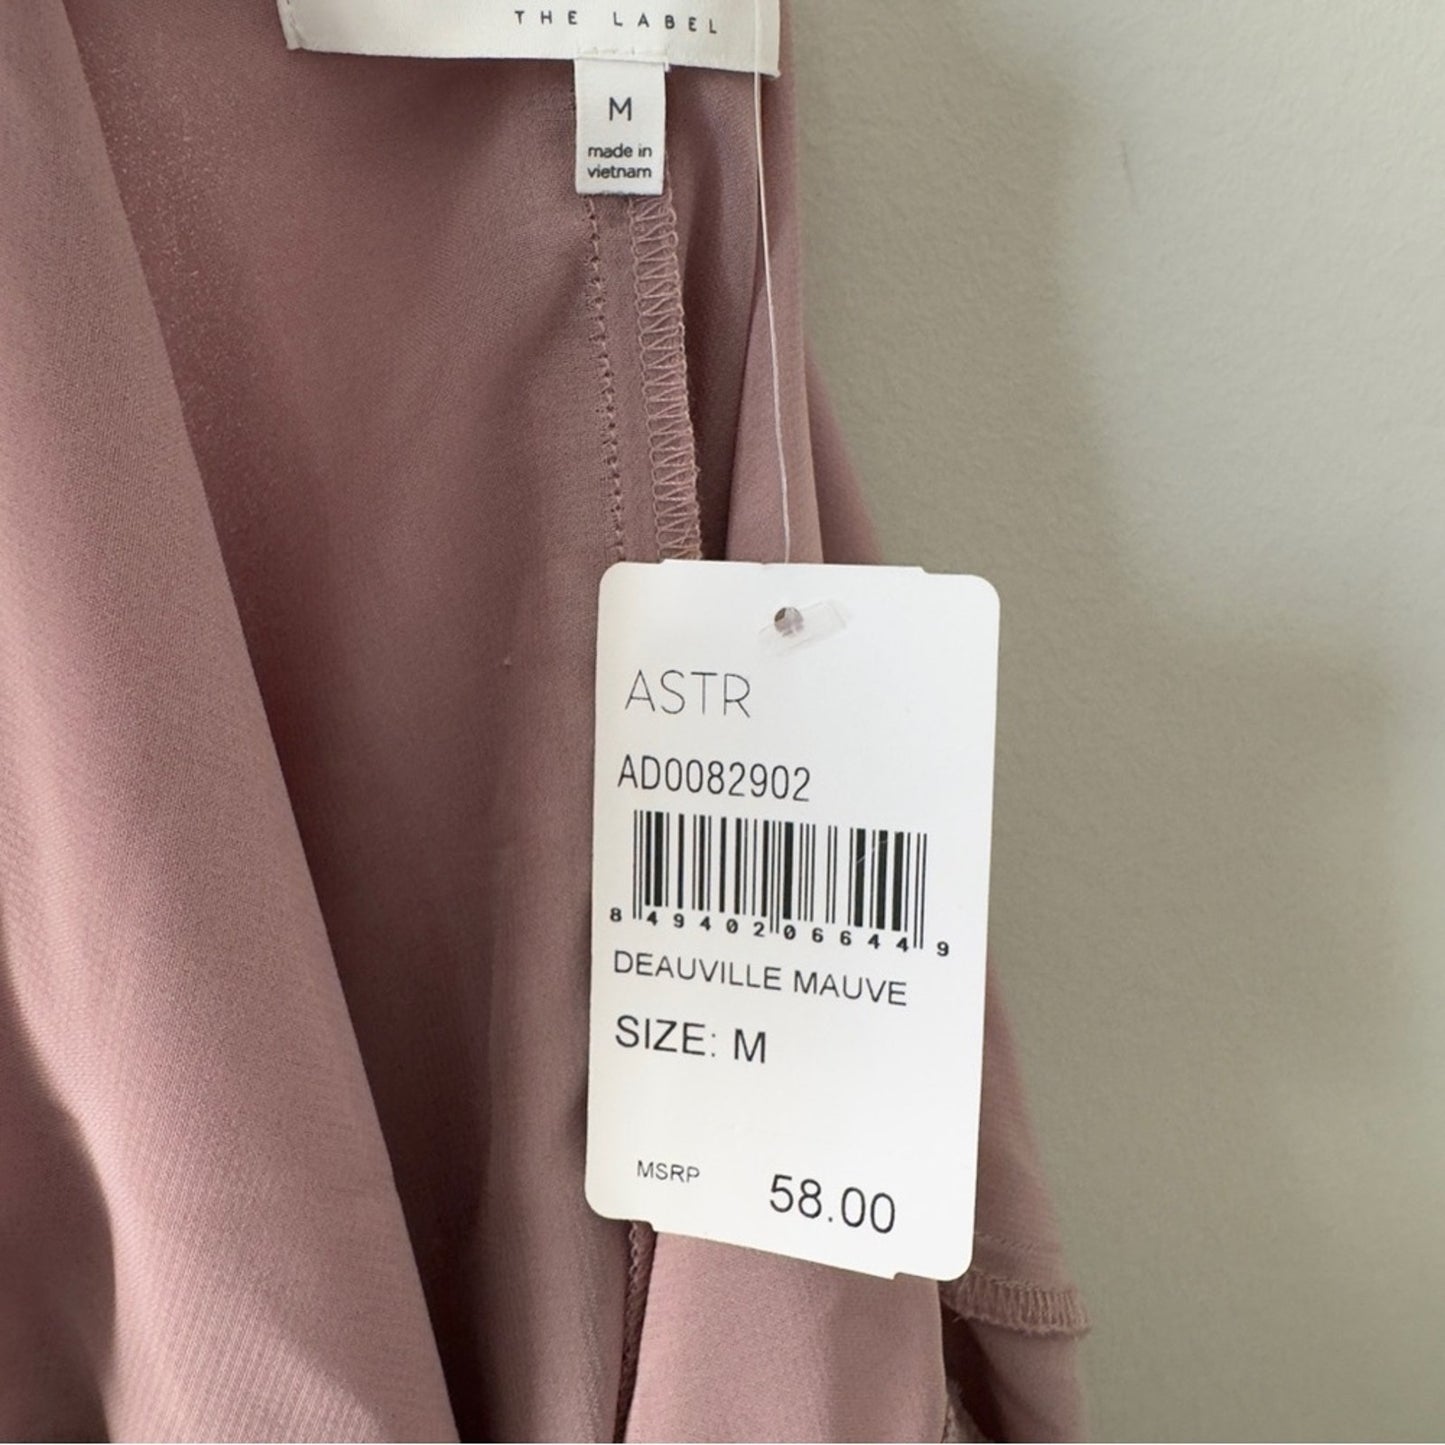 THE LABEL
M
made in
vietnam
ASTR
AD0082902
8 49402 06644 9
DEAUVILLE MAUVE
SIZE: M
MSRP 58.00